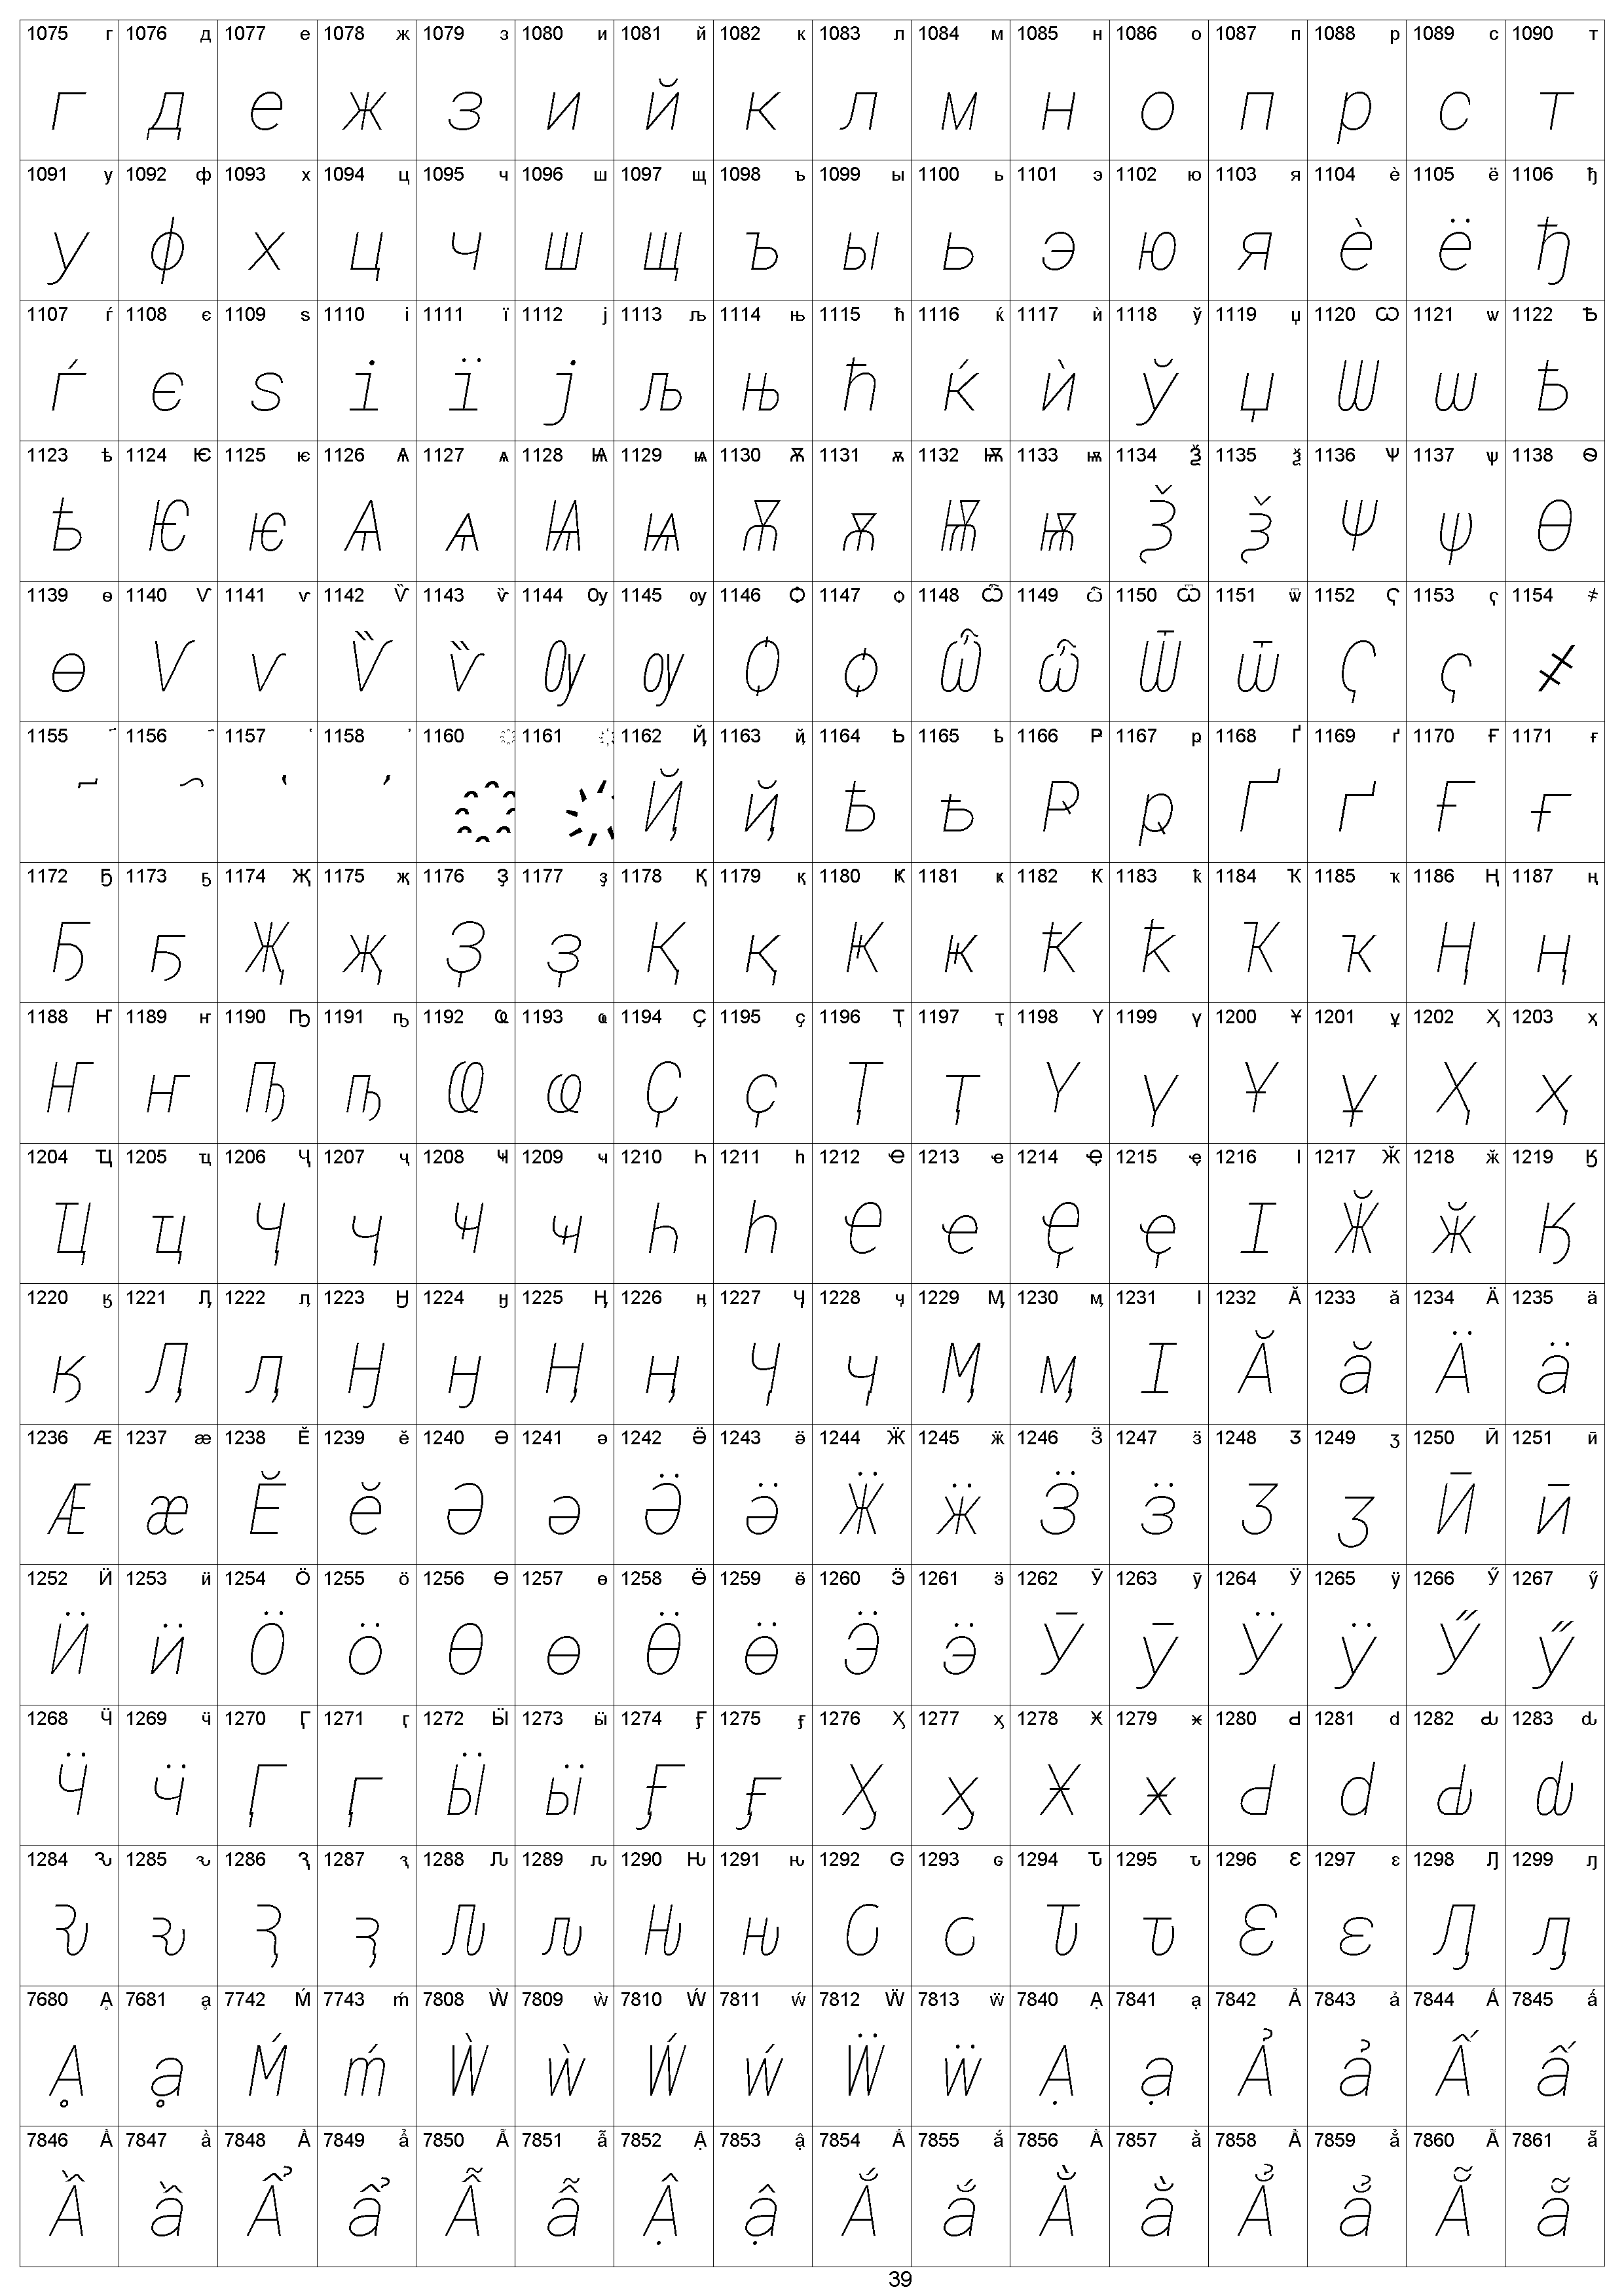 1075 г 1076 д 1077 е 1078 ж 1079 з 1080 и 1081 й 1082 к 1083 л 1084 м 1085 н 1086 о 1087 п 1088 р 1089 с 1090 т
г д е ж з и й к л м н о п р с т
1091 у 1092 ф 1093 х 1094 ц 1095 ч 1096 ш 1097 щ 1098 ъ 1099 ы 1100 ь 1101 э 1102 ю 1103 я 1104 ѐ 1105 ё 1106 ђ
у ф х ц ч ш щ ъ ы ь э ю я ѐ ё ђ
1107 ѓ 1108 є 1109 ѕ 1110 і 1111 ї 1112 ј 1113 љ 1114 њ 1115 ћ 1116 ќ 1117 ѝ 1118 ў 1119 џ 1120 Ѡ 1121 ѡ 1122 Ѣ
ѓ є ѕ і ї ј љ њ ћ ќ ѝ ў џ Ѡ ѡ Ѣ
1123 ѣ 1124 Ѥ 1125 ѥ 1126 Ѧ 1127 ѧ 1128 Ѩ 1129 ѩ 1130 Ѫ 1131 ѫ 1132 Ѭ 1133 ѭ 1134 Ѯ 1135 ѯ 1136 Ѱ 1137 ѱ 1138 Ѳ
ѣ Ѥ ѥ Ѧ ѧ Ѩ ѩ Ѫ ѫ Ѭ ѭ Ѯ ѯ Ѱ ѱ Ѳ
1139 ѳ 1140 Ѵ 1141 ѵ 1142 Ѷ 1143 ѷ 1144 Ѹ 1145 ѹ 1146 Ѻ 1147 ѻ 1148 Ѽ 1149 ѽ 1150 Ѿ 1151 ѿ 1152 Ҁ 1153 ҁ 1154 ҂
ѳ Ѵ ѵ Ѷ ѷ Ѹ ѹ Ѻ ѻ Ѽ ѽ Ѿ ѿ Ҁ ҁ ҂
1155 ҃ 1156 ҄ 1157 ҅ 1158 ҆ 1160 ҈ 1161 ҉ 1162 Ҋ 1163 ҋ 1164 Ҍ 1165 ҍ 1166 Ҏ 1167 ҏ 1168 Ґ 1169 ґ 1170 Ғ 1171 ғ
҃ ҄ ҅ ҆ ҈ ҉ Ҋ ҋ Ҍ ҍ Ҏ ҏ Ґ ґ Ғ ғ
1172 Ҕ 1173 ҕ 1174 Җ 1175 җ 1176 Ҙ 1177 ҙ 1178 Қ 1179 қ 1180 Ҝ 1181 ҝ 1182 Ҟ 1183 ҟ 1184 Ҡ 1185 ҡ 1186 Ң 1187 ң
Ҕ ҕ Җ җ Ҙ ҙ Қ қ Ҝ ҝ Ҟ ҟ Ҡ ҡ Ң ң
1188 Ҥ 1189 ҥ 1190 Ҧ 1191 ҧ 1192 Ҩ 1193 ҩ 1194 Ҫ 1195 ҫ 1196 Ҭ 1197 ҭ 1198 Ү 1199 ү 1200 Ұ 1201 ұ 1202 Ҳ 1203 ҳ
Ҥ ҥ Ҧ ҧ Ҩ ҩ Ҫ ҫ Ҭ ҭ Ү ү Ұ ұ Ҳ ҳ
1204 Ҵ 1205 ҵ 1206 Ҷ 1207 ҷ 1208 Ҹ 1209 ҹ 1210 Һ 1211 һ 1212 Ҽ 1213 ҽ 1214 Ҿ 1215 ҿ 1216 Ӏ 1217 Ӂ 1218 ӂ 1219 Ӄ
Ҵ ҵ Ҷ ҷ Ҹ ҹ Һ һ Ҽ ҽ Ҿ ҿ Ӏ Ӂ ӂ Ӄ
1220 ӄ 1221 Ӆ 1222 ӆ 1223 Ӈ 1224 ӈ 1225 Ӊ 1226 ӊ 1227 Ӌ 1228 ӌ 1229 Ӎ 1230 ӎ 1231 ӏ 1232 Ӑ 1233 ӑ 1234 Ӓ 1235 ӓ
ӄ Ӆ ӆ Ӈ ӈ Ӊ ӊ Ӌ ӌ Ӎ ӎ ӏ Ӑ ӑ Ӓ ӓ
1236 Ӕ 1237 ӕ 1238 Ӗ 1239 ӗ 1240 Ә 1241 ә 1242 Ӛ 1243 ӛ 1244 Ӝ 1245 ӝ 1246 Ӟ 1247 ӟ 1248 Ӡ 1249 ӡ 1250 Ӣ 1251 ӣ
Ӕ ӕ Ӗ ӗ Ә ә Ӛ ӛ Ӝ ӝ Ӟ ӟ Ӡ ӡ Ӣ ӣ
1252 Ӥ 1253 ӥ 1254 Ӧ 1255 ӧ 1256 Ө 1257 ө 1258 Ӫ 1259 ӫ 1260 Ӭ 1261 ӭ 1262 Ӯ 1263 ӯ 1264 Ӱ 1265 ӱ 1266 Ӳ 1267 ӳ
Ӥ ӥ Ӧ ӧ Ө ө Ӫ ӫ Ӭ ӭ Ӯ ӯ Ӱ ӱ Ӳ ӳ
1268 Ӵ 1269 ӵ 1270 Ӷ 1271 ӷ 1272 Ӹ 1273 ӹ 1274 Ӻ 1275 ӻ 1276 Ӽ 1277 ӽ 1278 Ӿ 1279 ӿ 1280 Ԁ 1281 ԁ 1282 Ԃ 1283 ԃ
Ӵ ӵ Ӷ ӷ Ӹ ӹ Ӻ ӻ Ӽ ӽ Ӿ ӿ Ԁ ԁ Ԃ ԃ
1284 Ԅ 1285 ԅ 1286 Ԇ 1287 ԇ 1288 Ԉ 1289 ԉ 1290 Ԋ 1291 ԋ 1292 Ԍ 1293 ԍ 1294 Ԏ 1295 ԏ 1296 Ԑ 1297 ԑ 1298 Ԓ 1299 ԓ
Ԅ ԅ Ԇ ԇ Ԉ ԉ Ԋ ԋ Ԍ ԍ Ԏ ԏ Ԑ ԑ Ԓ ԓ
7680 Ḁ 7681 ḁ 7742 Ḿ 7743 ḿ 7808 Ẁ 7809 ẁ 7810 Ẃ 7811 ẃ 7812 Ẅ 7813 ẅ 7840 Ạ 7841 ạ 7842 Ả 7843 ả 7844 Ấ 7845 ấ
Ḁ ḁ Ḿ ḿ Ẁ ẁ Ẃ ẃ Ẅ ẅ Ạ ạ Ả ả Ấ ấ
7846 Ầ 7847 ầ 7848 Ẩ 7849 ẩ 7850 Ẫ 7851 ẫ 7852 Ậ 7853 ậ 7854 Ắ 7855 ắ 7856 Ằ 7857 ằ 7858 Ẳ 7859 ẳ 7860 Ẵ 7861 ẵ
Ầ ầ Ẩ ẩ Ẫ ẫ Ậ ậ Ắ ắ Ằ ằ Ẳ ẳ Ẵ ẵ
39